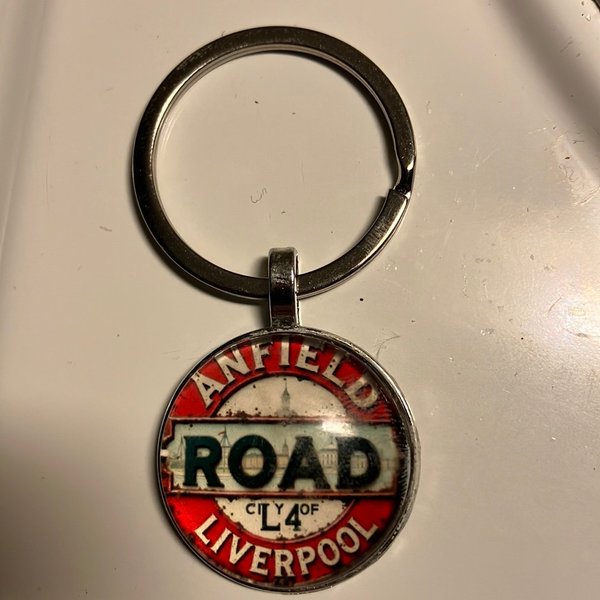 ANFIELD
ROAD
CITY OF
L4
LIVERPOOL